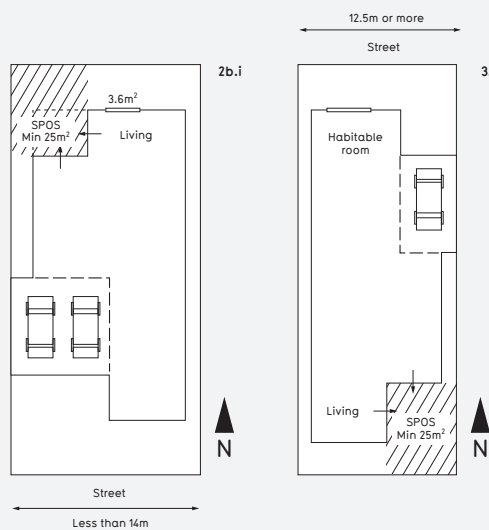 2b.i
3.6m²
SPOS
Min 25m²
Living
N
Street
Less than 14m
12.5m or more
Street
3
Habitable
room
Living
SPOS
Min 25m²
N